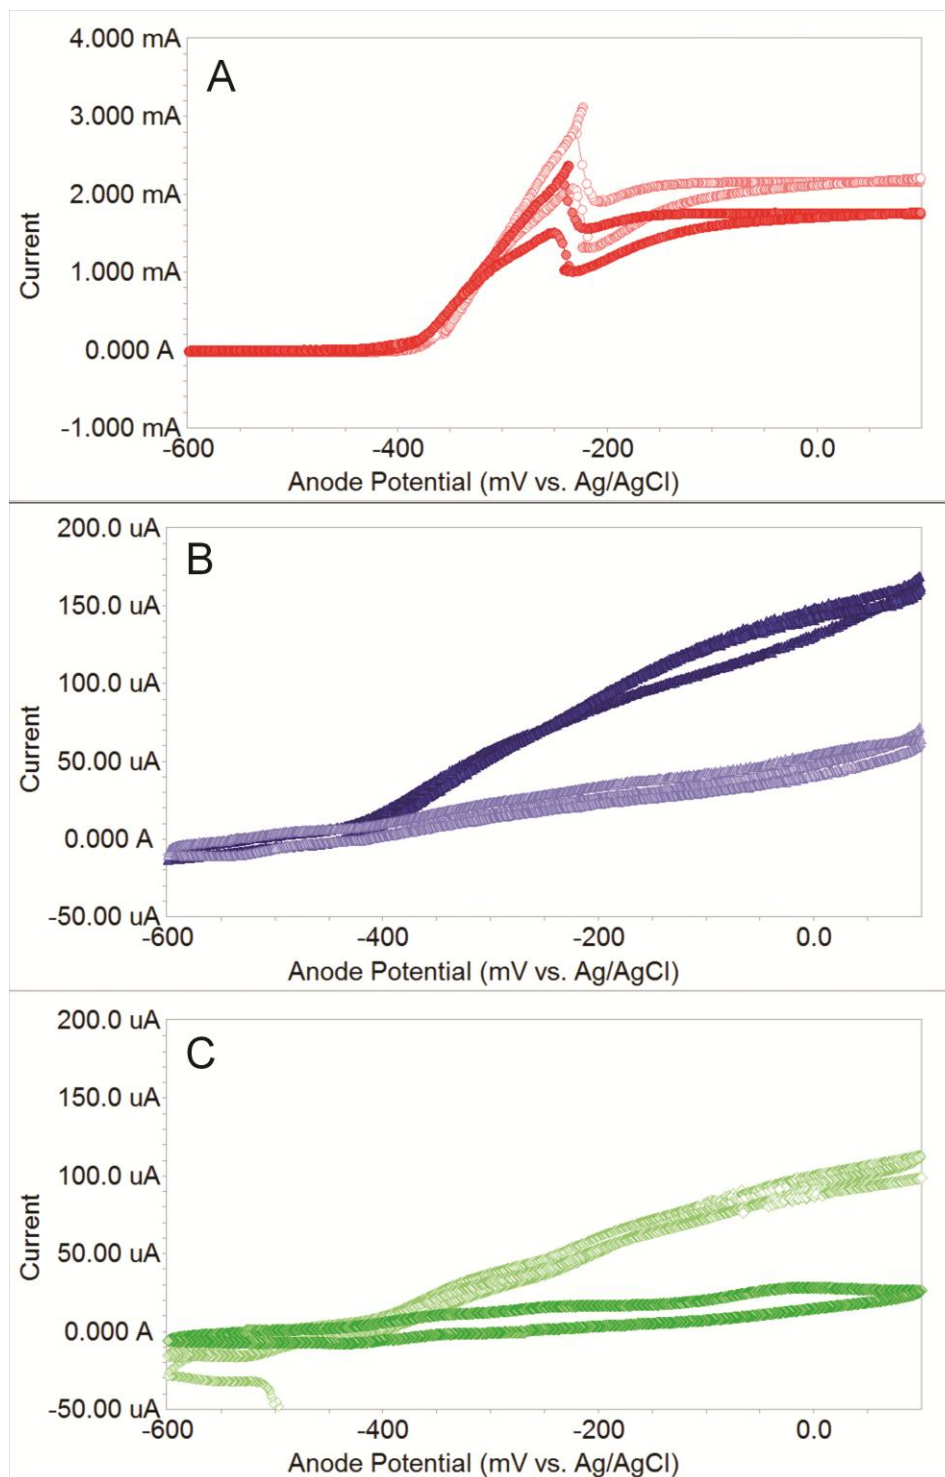 A
4.000 mA
3.000 mA
2.000 mA
1.000 mA
0.000 A
-1.000 mA
Current
-600
-400
-200
0.0
Anode Potential (mV vs. Ag/AgCl)
B
200.0 uA
150.0 uA
100.0 uA
50.00 uA
0.000 A
-50.00 uA
Current
-600
-400
-200
0.0
Anode Potential (mV vs. Ag/AgCl)
C
200.0 uA
150.0 uA
100.0 uA
50.00 uA
0.000 A
-50.00 uA
Current
-600
-400
-200
0.0
Anode Potential (mV vs. Ag/AgCl)